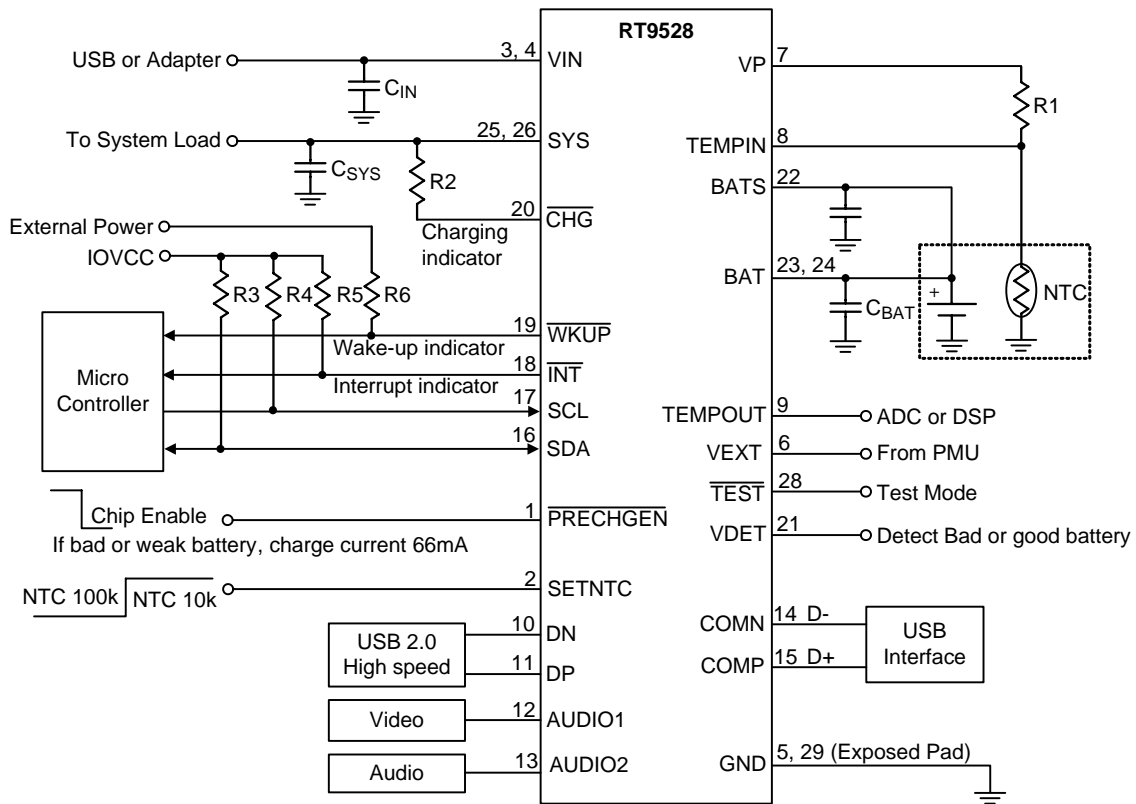 RT9528
USB or Adapter
3, 4
VIN
C_IN
To System Load
25, 26
SYS
C_SYS
R2
20
CHG
Charging
indicator
External Power
IOVCC
R3
R4
R5
R6
19
WKUP
Wake-up indicator
18
INT
Interrupt indicator
17
SCL
16
SDA
Micro
Controller
Chip Enable
1
PRECHGEN
If bad or weak battery, charge current 66mA
NTC 100k
NTC 10k
2
SETNTC
USB 2.0
High speed
10
DN
11
DP
Video
12
AUDIO1
Audio
13
AUDIO2
VP
7
R1
TEMPIN
8
BATS
22
BAT
23, 24
C_BAT
+
NTC
TEMPOUT
9
ADC or DSP
VEXT
6
From PMU
TEST
28
Test Mode
VDET
21
Detect Bad or good battery
COMN
14 D-
COMP
15 D+
USB
Interface
GND
5, 29 (Exposed Pad)